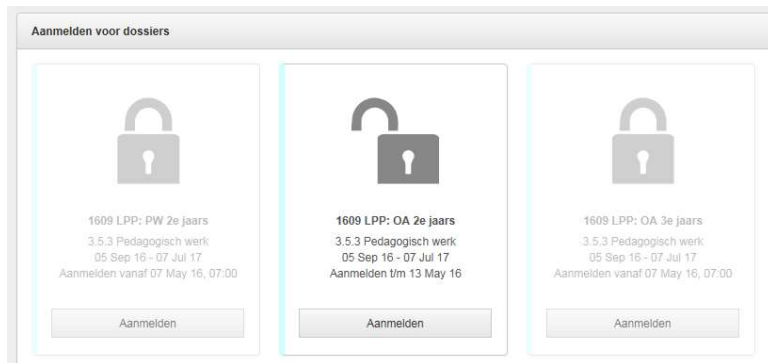 Aanmelden voor dossiers
1609 LPP: PW 2e jaars
3.5.3 Pedagogisch werk
05 Sep 16 - 07 Jul 17
Aanmelden vanaf 07 May 16, 07:00
Aanmelden
1609 LPP: OA 2e jaars
3.5.3 Pedagogisch werk
05 Sep 16 - 07 Jul 17
Aanmelden t/m 13 May 16
Aanmelden
1609 LPP: OA 3e jaars
3.5.3 Pedagogisch werk
05 Sep 16 - 07 Jul 17
Aanmelden vanaf 07 May 16, 07:00
Aanmelden